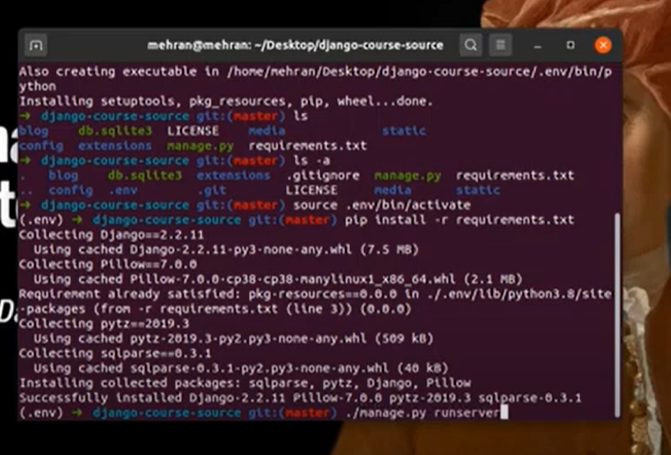 mehran@mehran: ~/Desktop/django-course-source
Also creating executable in /home/mehran/Desktop/django-course-source/.env/bin/p
ython
Installing setuptools, pkg_resources, pip, wheel...done.
➜ django-course-source git:(master) ls
blog db.sqlite3 LICENSE media static
config extensions manage.py requirements.txt
➜ django-course-source git:(master) ls -a
. blog db.sqlite3 extensions .gitignore manage.py requirements.txt
.. config .env .git LICENSE media static
➜ django-course-source git:(master) source .env/bin/activate
(.env) ➜ django-course-source git:(master) pip install -r requirements.txt
Collecting Django==2.2.11
Using cached Django-2.2.11-py3-none-any.whl (7.5 MB)
Collecting Pillow==7.0.0
Using cached Pillow-7.0.0-cp38-cp38-manylinux1_x86_64.whl (2.1 MB)
Requirement already satisfied: pkg-resources==0.0.0 in ./.env/lib/python3.8/site
-packages (from -r requirements.txt (line 3)) (0.0.0)
Collecting pytz==2019.3
Using cached pytz-2019.3-py2.py3-none-any.whl (509 kB)
Collecting sqlparse==0.3.1
Using cached sqlparse-0.3.1-py2.py3-none-any.whl (40 kB)
Installing collected packages: sqlparse, pytz, Django, Pillow
Successfully installed Django-2.2.11 Pillow-7.0.0 pytz-2019.3 sqlparse-0.3.1
(.env) ➜ django-course-source git:(master) ./manage.py runserver